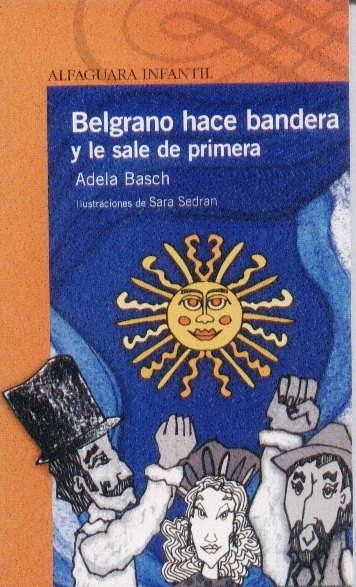 ALFAGUARA INFANTIL
Belgrano hace bandera
y le sale de primera
Adela Basch
Ilustraciones de Sara Sedran